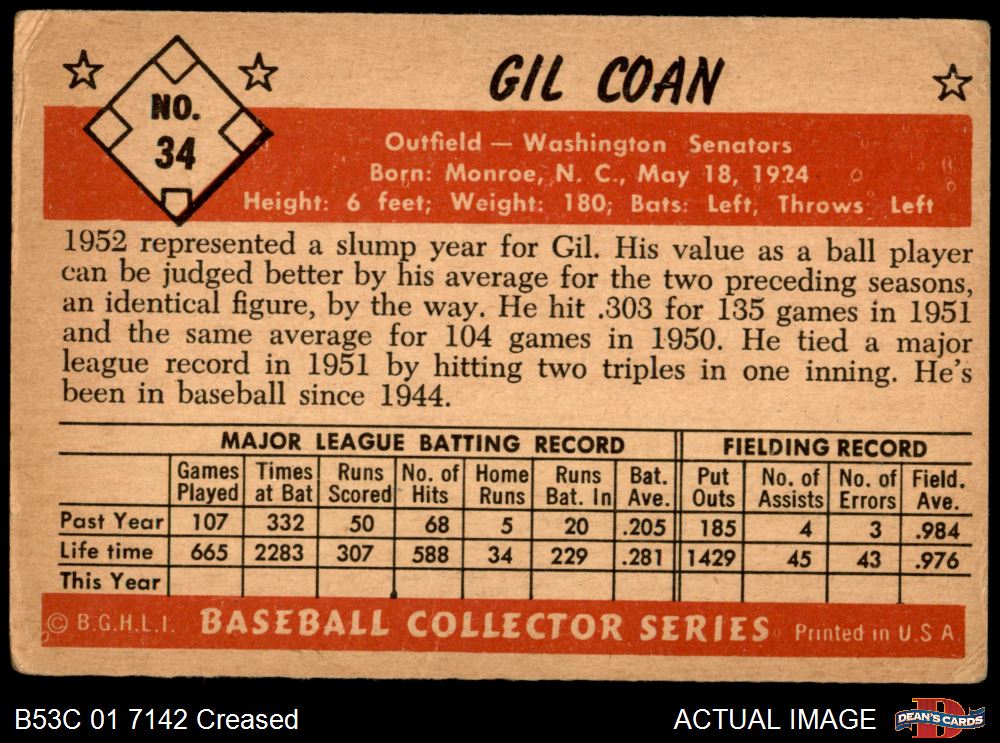 GIL COAN
NO.
34
Outfield — Washington Senators
Born: Monroe, N. C., May 18, 1924
Height: 6 feet; Weight: 180; Bats: Left, Throws Left
1952 represented a slump year for Gil. His value as a ball player
can be judged better by his average for the two preceding seasons,
an identical figure, by the way. He hit .303 for 135 games in 1951
and the same average for 104 games in 1950. He tied a major
league record in 1951 by hitting two triples in one inning. He's
been in baseball since 1944.
MAJOR LEAGUE BATTING RECORD FIELDING RECORD
Games Times Runs No. of Home Runs Bat. Put No. of No. of Field.
Played at Bat Scored Hits Runs Bat. In Ave. Outs Assists Errors Ave.
Past Year 107 332 50 68 5 20 .205 185 4 3 .984
Life time 665 2283 307 588 34 229 .281 1429 45 43 .976
This Year
© B.G.H.L.I. BASEBALL COLLECTOR SERIES Printed in U.S A.
B53C 01 7142 Creased ACTUAL IMAGE DEAN'S CARDS